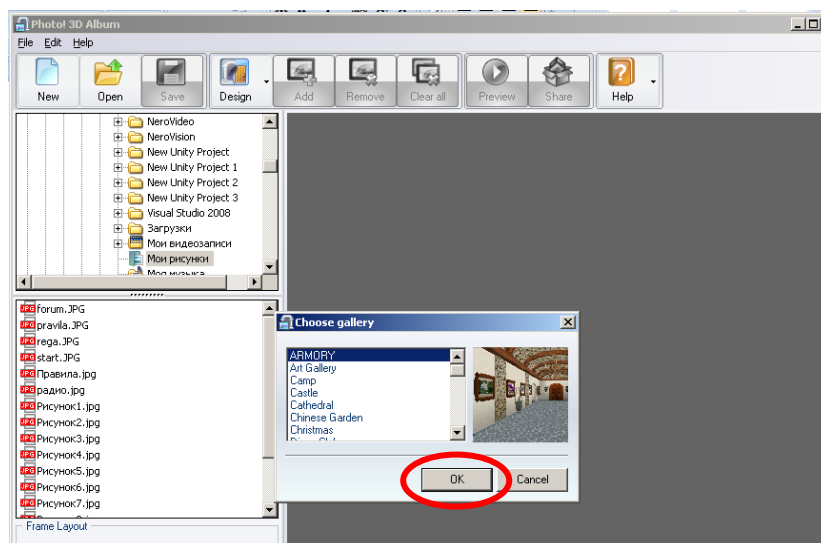 Photo! 3D Album
File Edit Help
New Open Save Design Add Remove Clear all Preview Share Help
NeroVideo
NeroVision
New Unity Project
New Unity Project 1
New Unity Project 2
New Unity Project 3
Visual Studio 2008
Загрузки
Мои видеозаписи
Мои рисунки
Моя музыка
forum.JPG
pravila.JPG
rega.JPG
start.JPG
Правила.jpg
радио.jpg
Рисунок1.jpg
Рисунок2.jpg
Рисунок3.jpg
Рисунок4.jpg
Рисунок5.jpg
Рисунок6.jpg
Рисунок7.jpg
Frame Layout
Choose gallery
ARMORY
Art Gallery
Camp
Castle
Cathedral
Chinese Garden
Christmas
OK Cancel